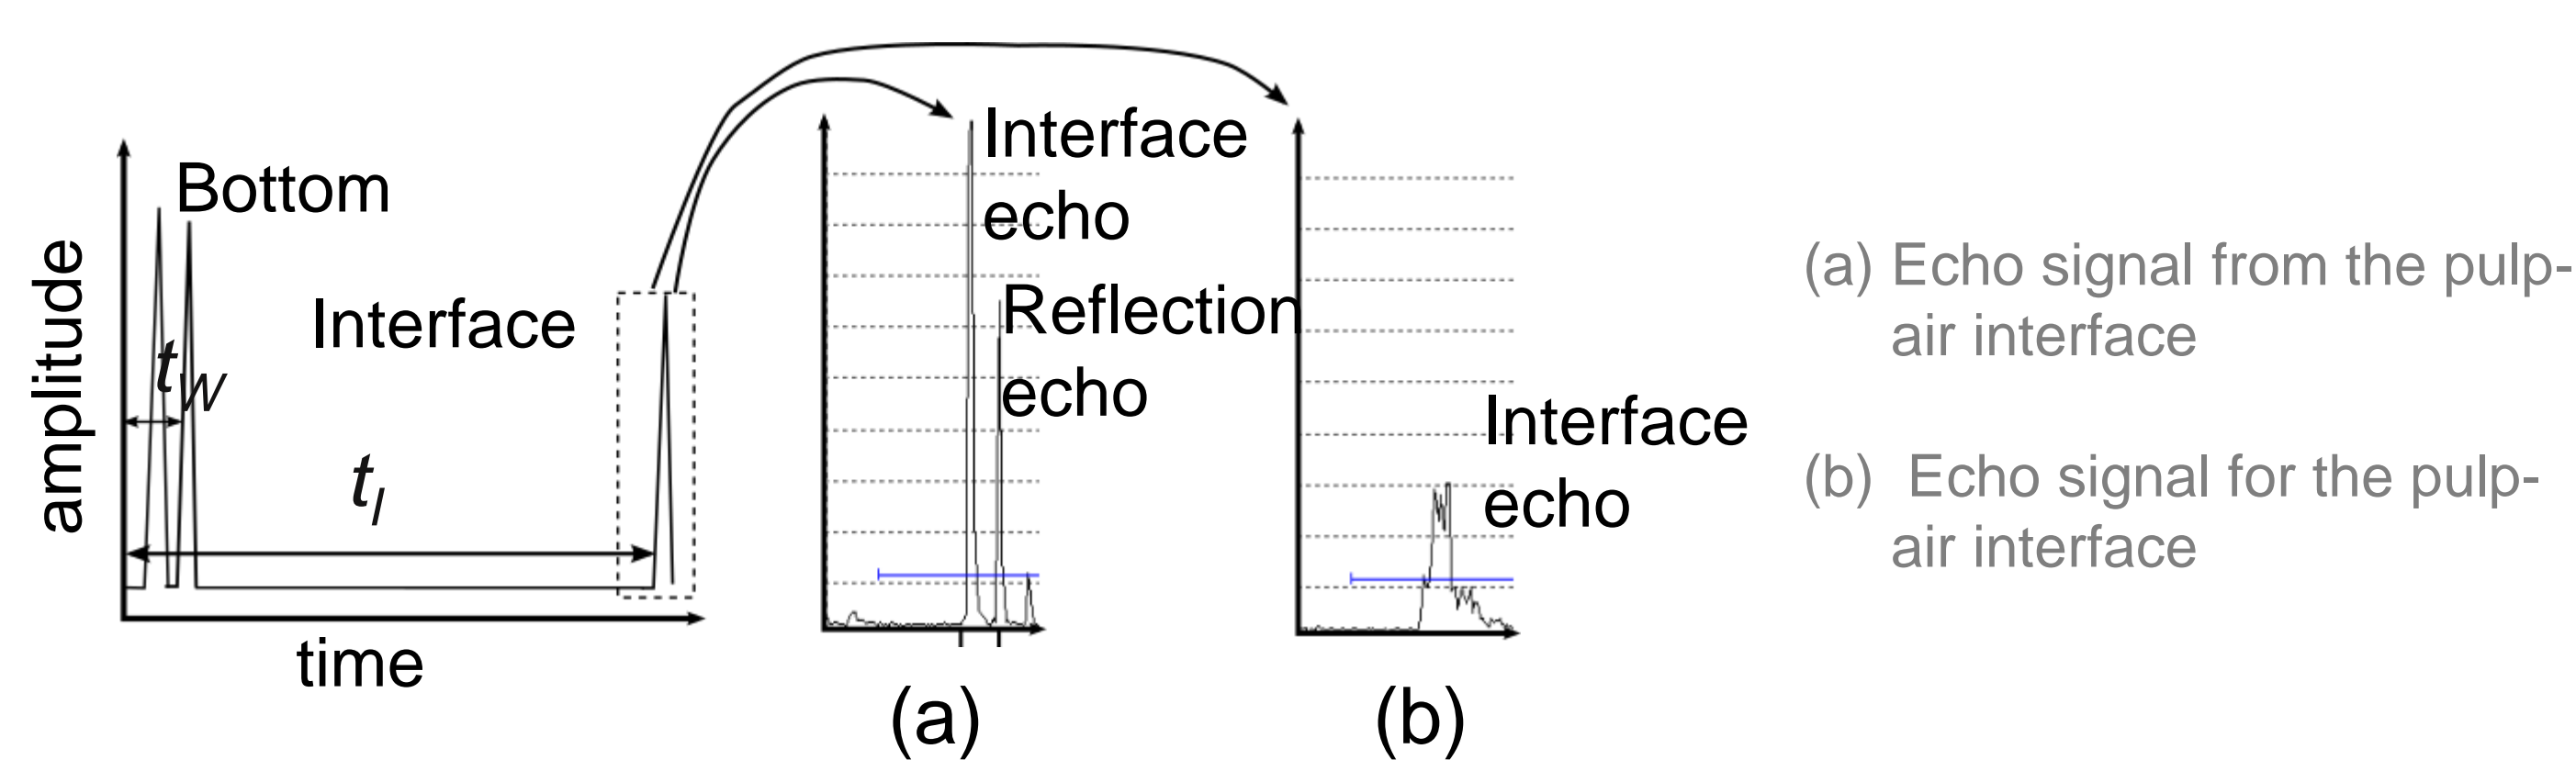 amplitude
Bottom
t_W
Interface
t_I
time
Interface
echo
Reflection
echo
(a)
Interface
echo
(b)
(a) Echo signal from the pulp-
air interface
(b) Echo signal for the pulp-
air interface